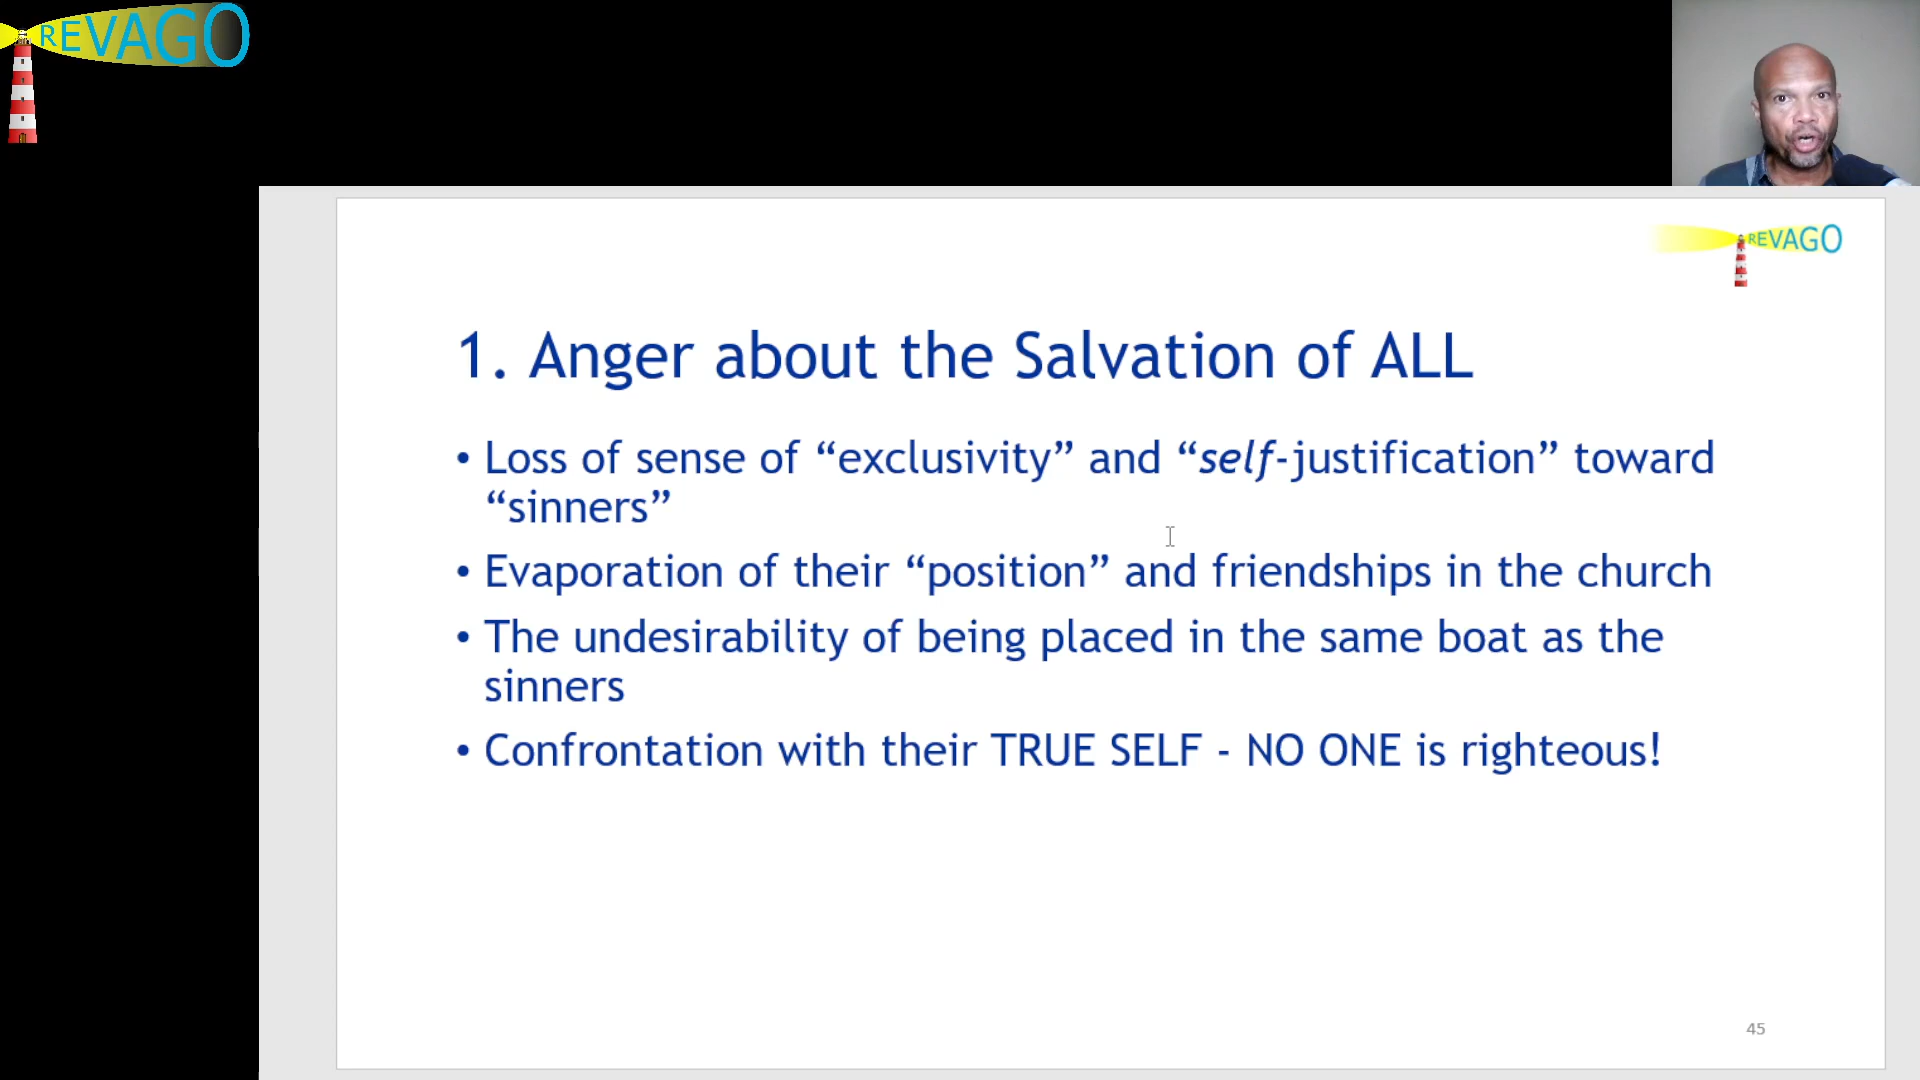 REVAGO
REVAGO
1. Anger about the Salvation of ALL
• Loss of sense of “exclusivity” and “self-justification” toward
“sinners”
• Evaporation of their “position” and friendships in the church
• The undesirability of being placed in the same boat as the
sinners
• Confrontation with their TRUE SELF - NO ONE is righteous!
45